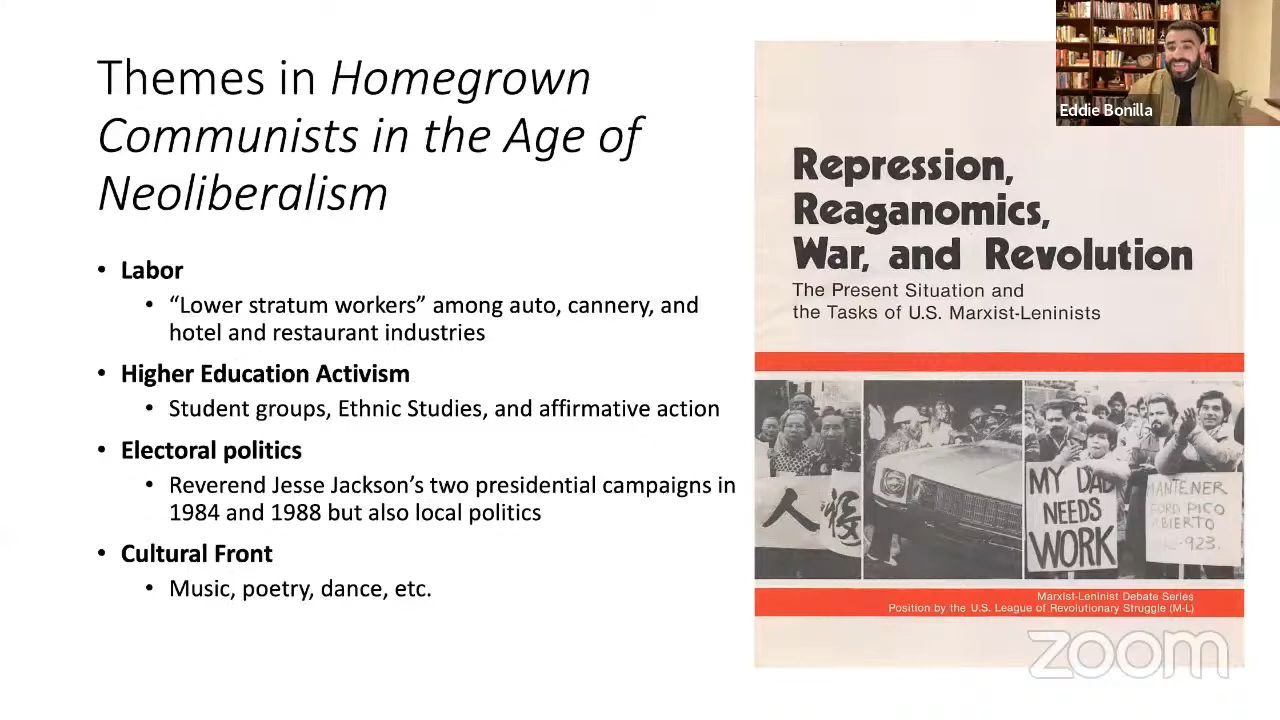 Themes in Homegrown
Communists in the Age of
Neoliberalism
• Labor
• “Lower stratum workers” among auto, cannery, and
hotel and restaurant industries
• Higher Education Activism
• Student groups, Ethnic Studies, and affirmative action
• Electoral politics
• Reverend Jesse Jackson’s two presidential campaigns in
1984 and 1988 but also local politics
• Cultural Front
• Music, poetry, dance, etc.
Eddie Bonilla
Repression,
Reaganomics,
War, and Revolution
The Present Situation and
the Tasks of U.S. Marxist-Leninists
人
MY DAD
NEEDS
WORK
MANTENER
FORD PICO
ABIERTO
-923.
Marxist-Leninist Debate Series
Position by the U.S. League of Revolutionary Struggle (M-L)
zoom